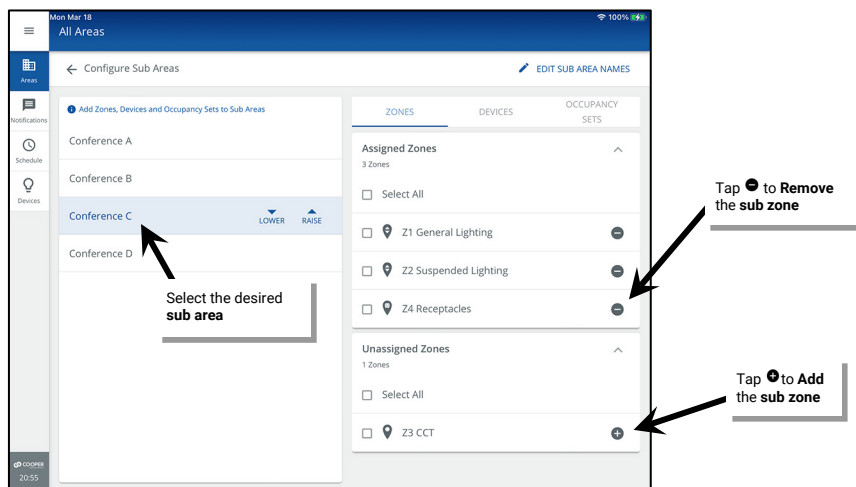 Mon Mar 18
100%
All Areas
Configure Sub Areas
EDIT SUB AREA NAMES
Areas
Notifications
Schedule
Devices
Add Zones, Devices and Occupancy Sets to Sub Areas
Conference A
Conference B
Conference C
LOWER
RAISE
Conference D
Select the desired
sub area
ZONES
DEVICES
OCCUPANCY
SETS
Assigned Zones
3 Zones
Select All
Z1 General Lighting
Z2 Suspended Lighting
Z4 Receptacles
Unassigned Zones
1 Zones
Select All
Z3 CCT
Tap to Remove
the sub zone
Tap to Add
the sub zone
COOPER
20:55